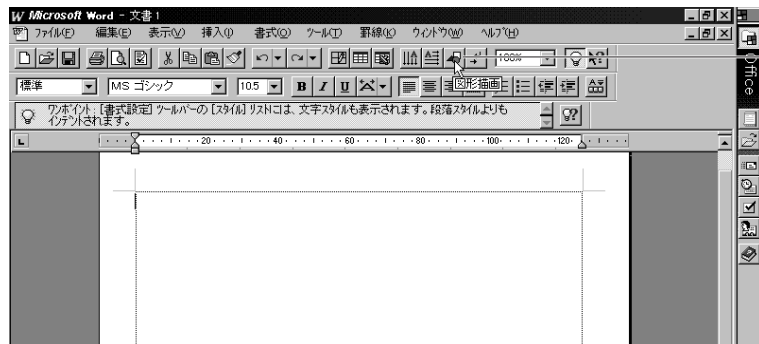 Microsoft Word - 文書 1
ファイル(F) 編集(E) 表示(V) 挿入(I) 書式(O) ツール(T) 罫線(K) ウィンドウ(W) ヘルプ(H)
100%
標準 MS ゴシック 10.5 B I U
図形描画
ワンポイント: [書式設定] ツールバーの [スタイル] リストには、文字スタイルも表示されます。段落スタイルよりも
インデントされます。
20 40 60 80 100 120
Office